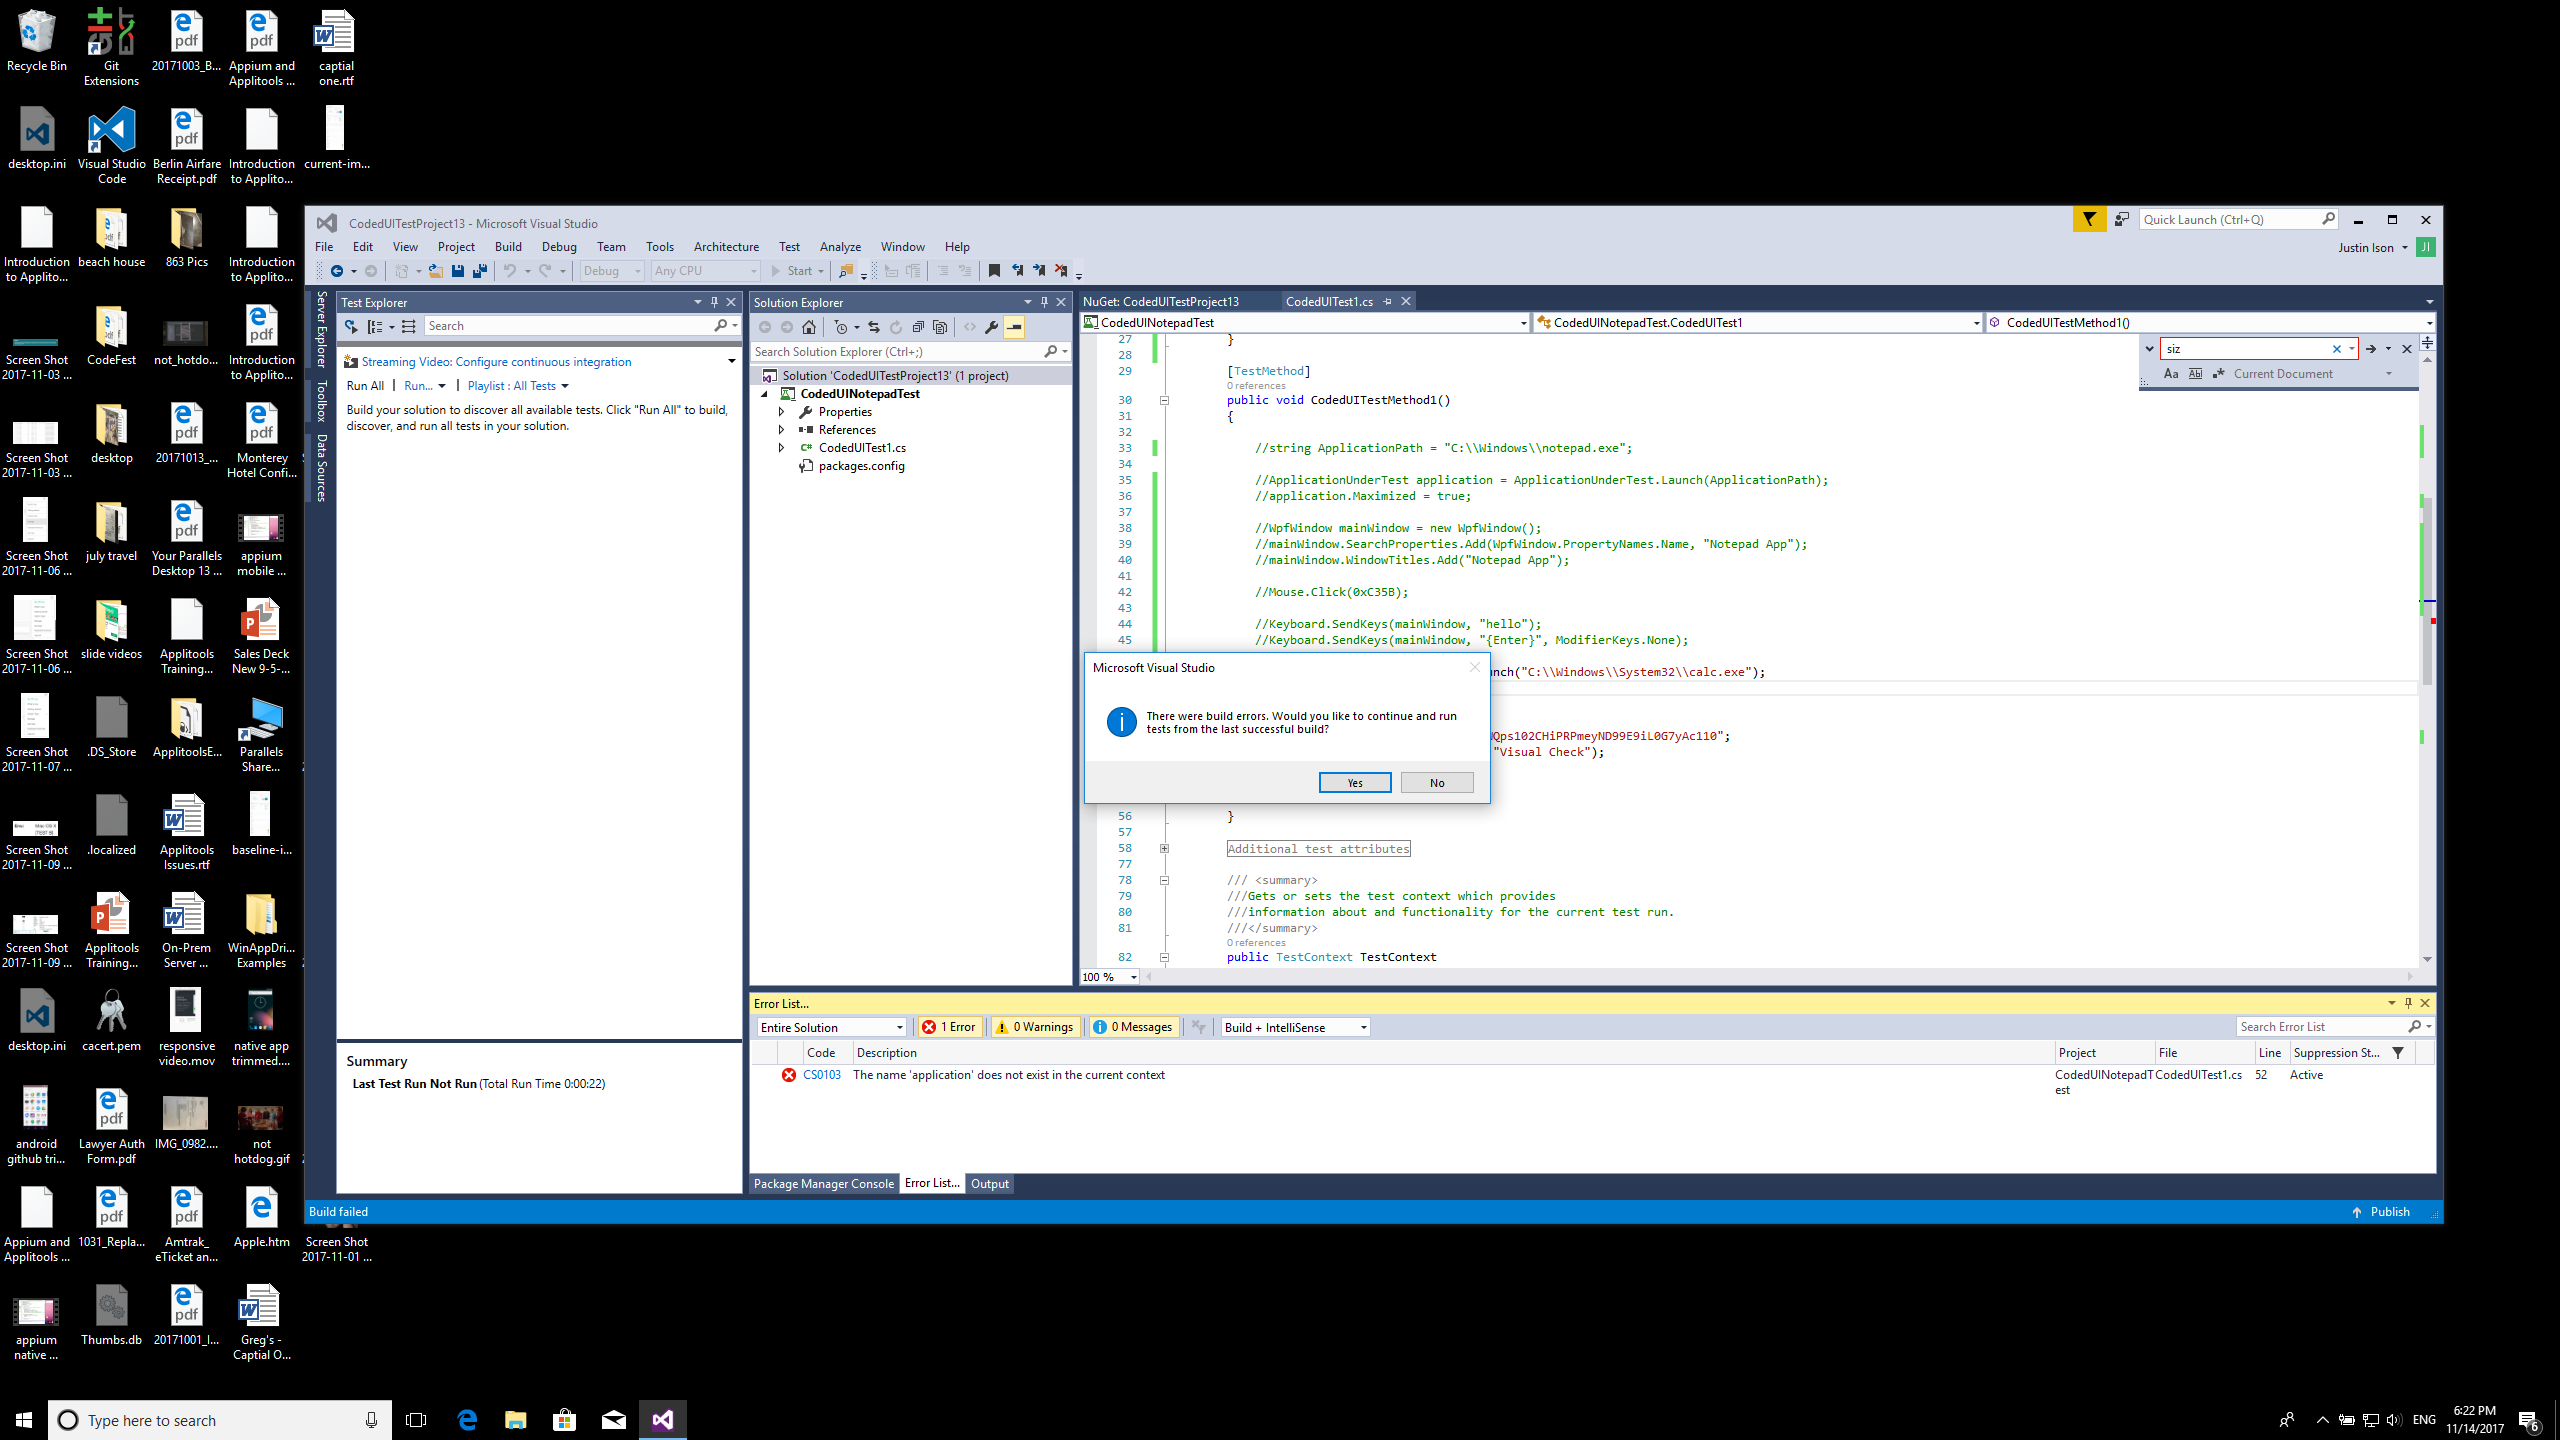 Recycle Bin
Git
Extensions
20171003_B...
Appium and
Applitools ...
captial
one.rtf
desktop.ini
Visual Studio
Code
Berlin Airfare
Receipt.pdf
Introduction
to Applito...
current-im...
Introduction
to Applito...
beach house
863 Pics
Introduction
to Applito...
Screen Shot
2017-11-03 ...
CodeFest
not_hotdo...
Introduction
to Applito...
Screen Shot
2017-11-03 ...
desktop
20171013_...
Monterey
Hotel Confi...
Screen Shot
2017-11-06 ...
july travel
Your Parallels
Desktop 13 ...
appium
mobile ...
Screen Shot
2017-11-06 ...
slide videos
Applitools
Training...
Sales Deck
New 9-5-...
Screen Shot
2017-11-07 ...
.DS_Store
ApplitoolsE...
Parallels
Share...
Screen Shot
2017-11-09 ...
.localized
Applitools
Issues.rtf
baseline-i...
Screen Shot
2017-11-09 ...
Applitools
Training...
On-Prem
Server ...
WinAppDri...
Examples
desktop.ini
cacert.pem
responsive
video.mov
native app
trimmed....
android
github tri...
Lawyer Auth
Form.pdf
IMG_0982....
not
hotdog.gif
Appium and
Applitools ...
1031_Repla...
Amtrak_
eTicket an...
Apple.htm
Screen Shot
2017-11-01 ...
appium
native ...
Thumbs.db
20171001_I...
Greg's -
Captial O...
CodedUITestProject13 - Microsoft Visual Studio
Quick Launch (Ctrl+Q)
File Edit View Project Build Debug Team Tools Architecture Test Analyze Window Help
Justin Ison JI
Debug Any CPU Start
Server Explorer
Toolbox
Data Sources
Test Explorer
Search
Streaming Video: Configure continuous integration
Run All | Run... | Playlist : All Tests
Build your solution to discover all available tests. Click "Run All" to build,
discover, and run all tests in your solution.
Summary
Last Test Run Not Run (Total Run Time 0:00:22)
Solution Explorer
Search Solution Explorer (Ctrl+;)
Solution 'CodedUITestProject13' (1 project)
CodedUINotepadTest
Properties
References
CodedUITest1.cs
packages.config
NuGet: CodedUITestProject13 CodedUITest1.cs
CodedUINotepadTest CodedUINotepadTest.CodedUITest1 CodedUITestMethod1()
siz
Aa Ab Current Document
27 }
28
29 [TestMethod]
0 references
30 public void CodedUITestMethod1()
31 {
32
33 //string ApplicationPath = "C:\\Windows\\notepad.exe";
34
35 //ApplicationUnderTest application = ApplicationUnderTest.Launch(ApplicationPath);
36 //application.Maximized = true;
37
38 //WpfWindow mainWindow = new WpfWindow();
39 //mainWindow.SearchProperties.Add(WpfWindow.PropertyNames.Name, "Notepad App");
40 //mainWindow.WindowTitles.Add("Notepad App");
41
42 //Mouse.Click(0xC35B);
43
44 //Keyboard.SendKeys(mainWindow, "hello");
45 //Keyboard.SendKeys(mainWindow, "{Enter}", ModifierKeys.None);
nch("C:\\Windows\\System32\\calc.exe");
Qps102CHiPRPmeyND99E9iL0G7yAc110";
"Visual Check");
56 }
57
58 Additional test attributes
77
78 /// <summary>
79 ///Gets or sets the test context which provides
80 ///information about and functionality for the current test run.
81 ///</summary>
0 references
82 public TestContext TestContext
100 %
Microsoft Visual Studio
There were build errors. Would you like to continue and run
tests from the last successful build?
Yes No
Error List...
Entire Solution 1 Error 0 Warnings 0 Messages Build + IntelliSense Search Error List
Code Description Project File Line Suppression St...
CS0103 The name 'application' does not exist in the current context CodedUINotepadT CodedUITest1.cs 52 Active
est
Package Manager Console Error List... Output
Build failed Publish
Type here to search
ENG
6:22 PM
11/14/2017
6